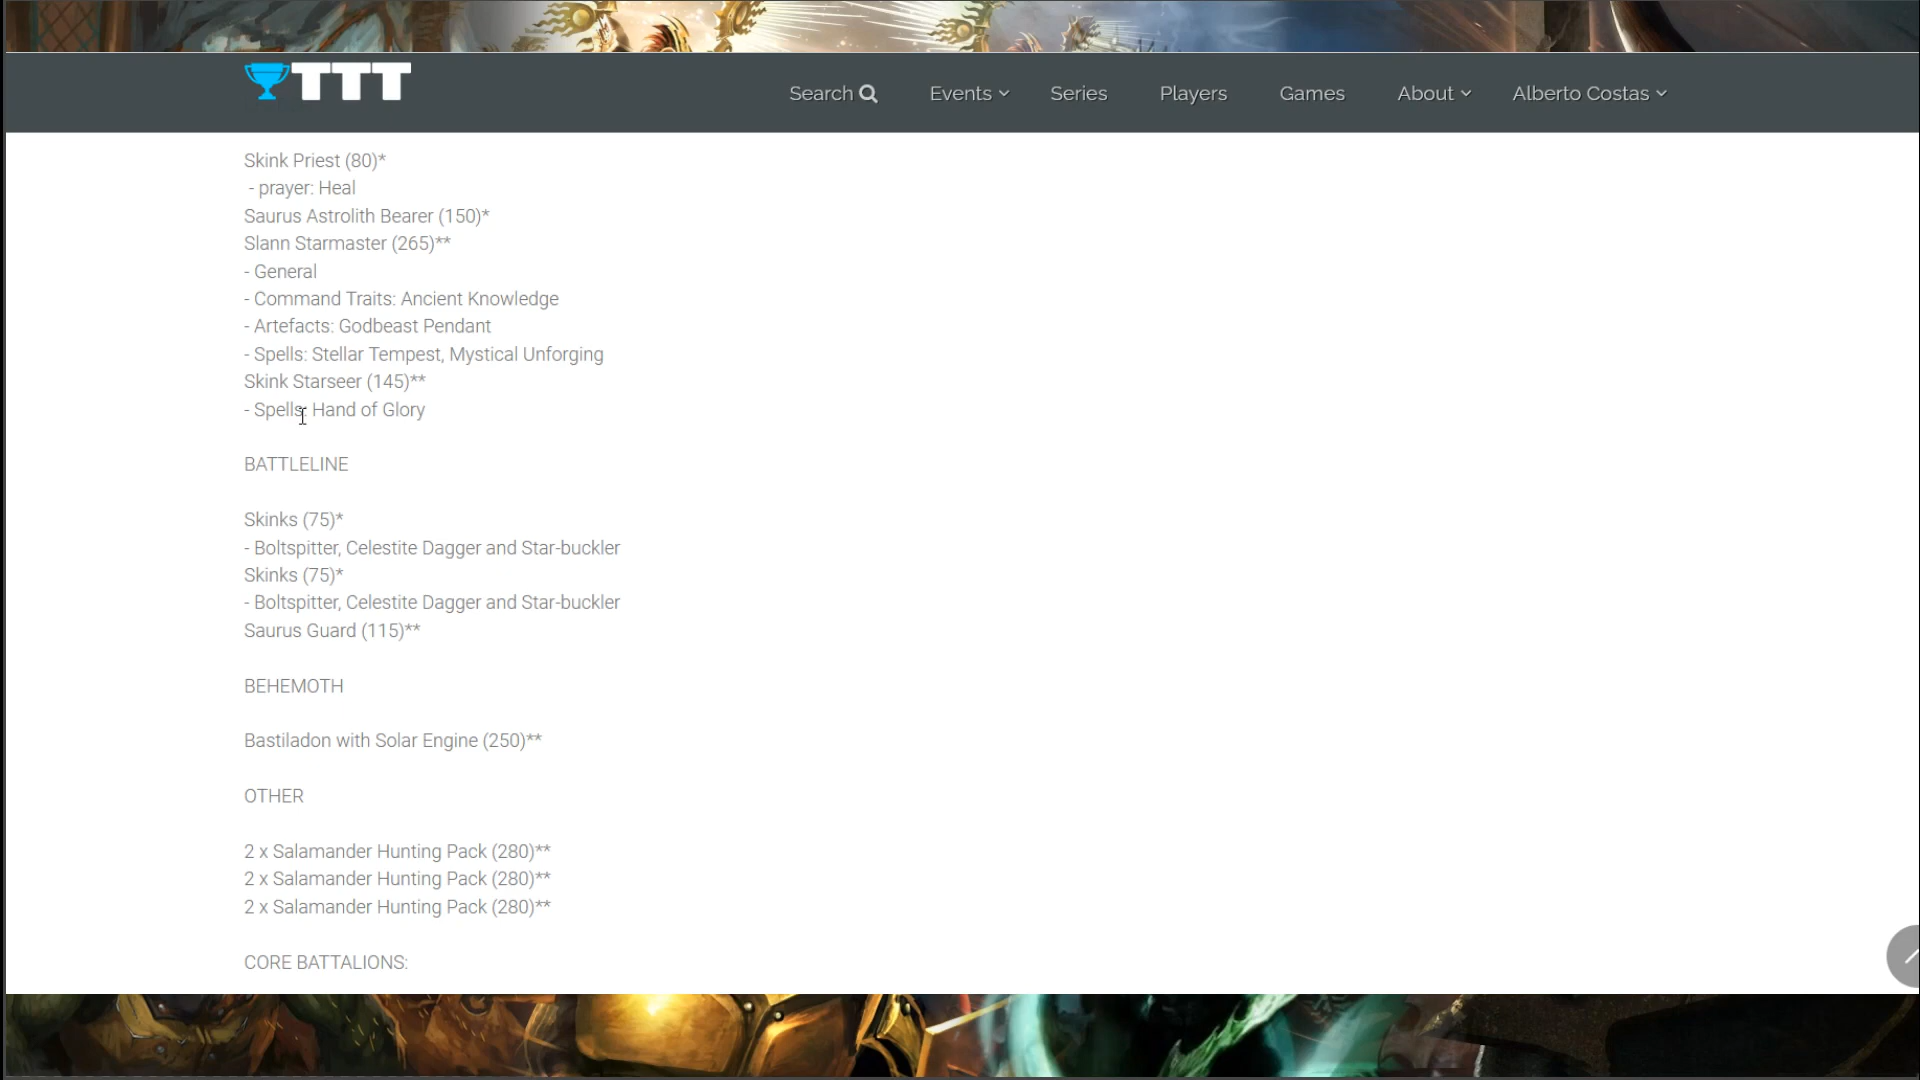 TTT
Search
Events
Series
Players
Games
About
Alberto Costas
Skink Priest (80)*
- prayer: Heal
Saurus Astrolith Bearer (150)*
Slann Starmaster (265)**
- General
- Command Traits: Ancient Knowledge
- Artefacts: Godbeast Pendant
- Spells: Stellar Tempest, Mystical Unforging
Skink Starseer (145)**
- Spells: Hand of Glory
BATTLELINE
Skinks (75)*
- Boltspitter, Celestite Dagger and Star-buckler
Skinks (75)*
- Boltspitter, Celestite Dagger and Star-buckler
Saurus Guard (115)**
BEHEMOTH
Bastiladon with Solar Engine (250)**
OTHER
2 x Salamander Hunting Pack (280)**
2 x Salamander Hunting Pack (280)**
2 x Salamander Hunting Pack (280)**
CORE BATTALIONS: